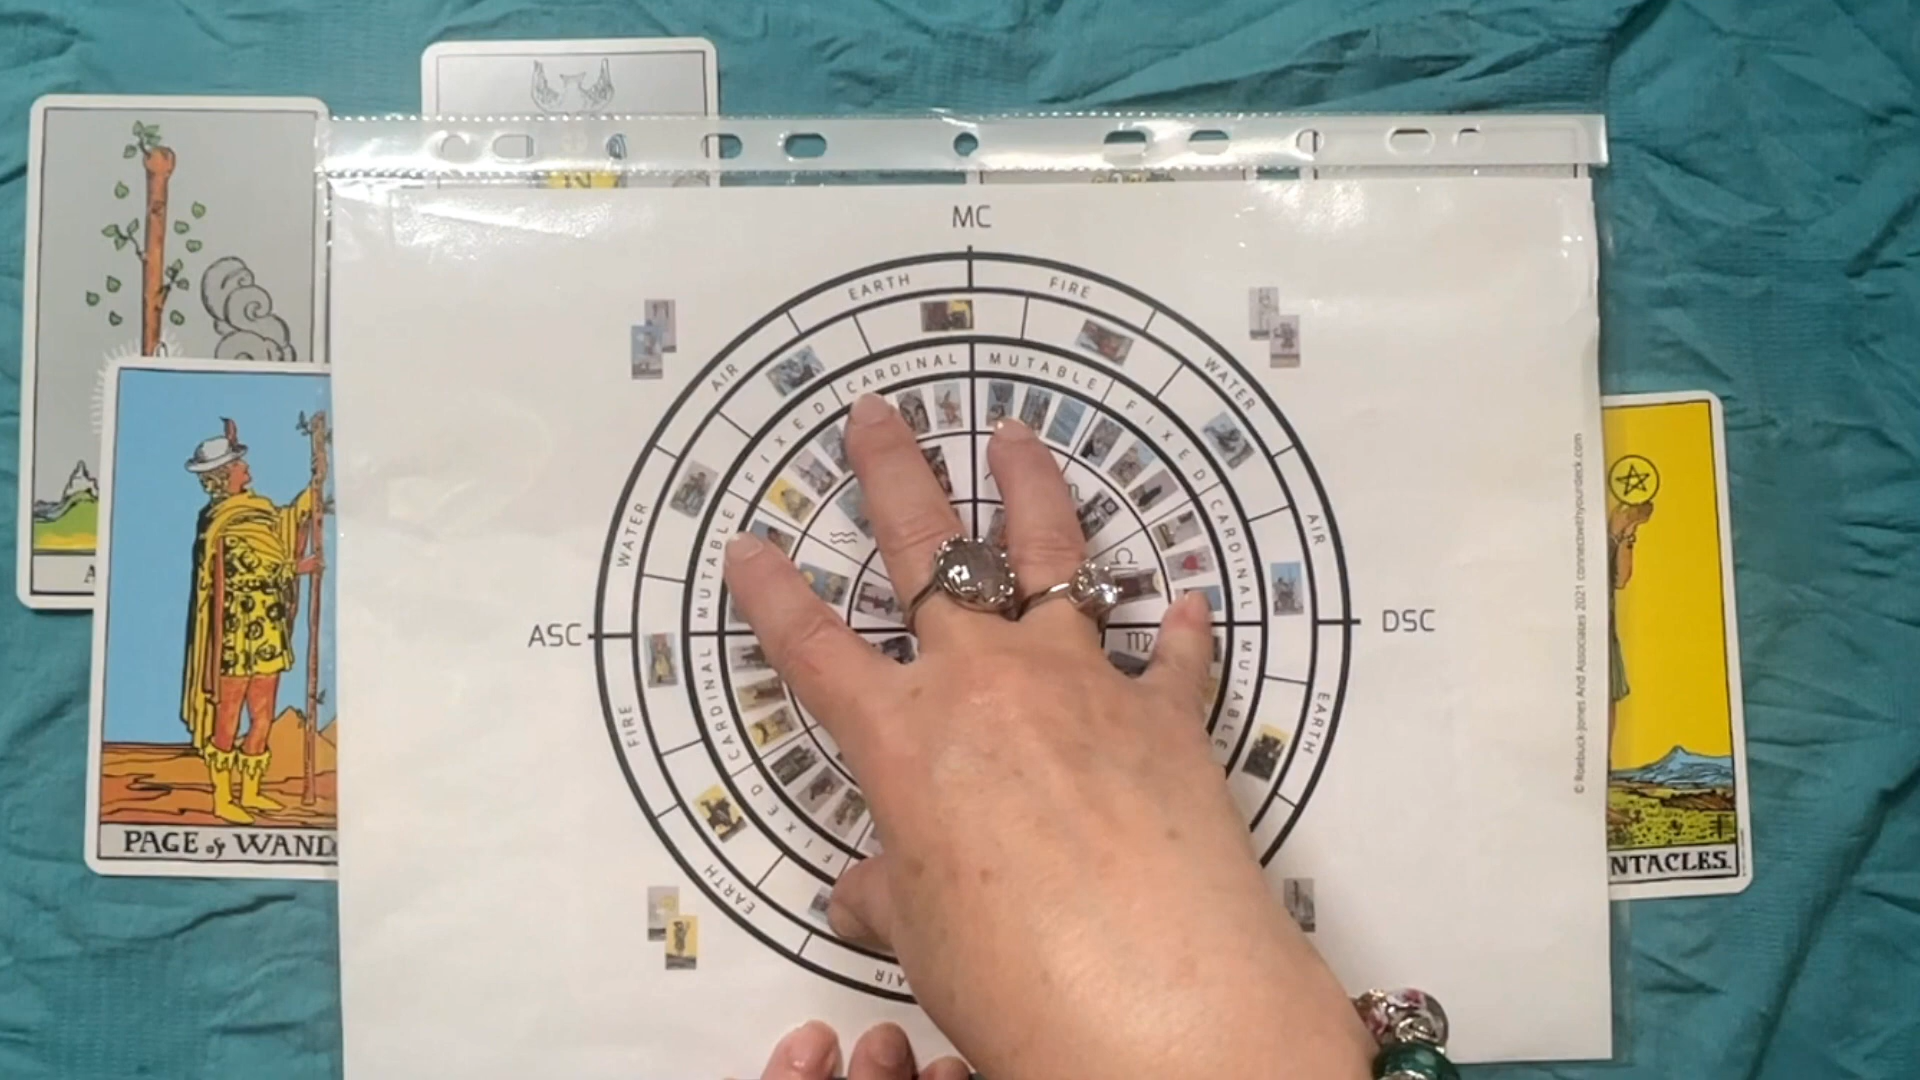 MC
EARTH
FIRE
AIR
WATER
CARDINAL
MUTABLE
FIXED
FIXED
WATER
MUTABLE
CARDINAL
AIR
ASC
DSC
FIRE
CARDINAL
MUTABLE
EARTH
FIXED
EARTH
AIR
© Roebuck-Jones And Associates 2021 connectwithyourdeck.com
PAGE of WAND
NTACLES.
A